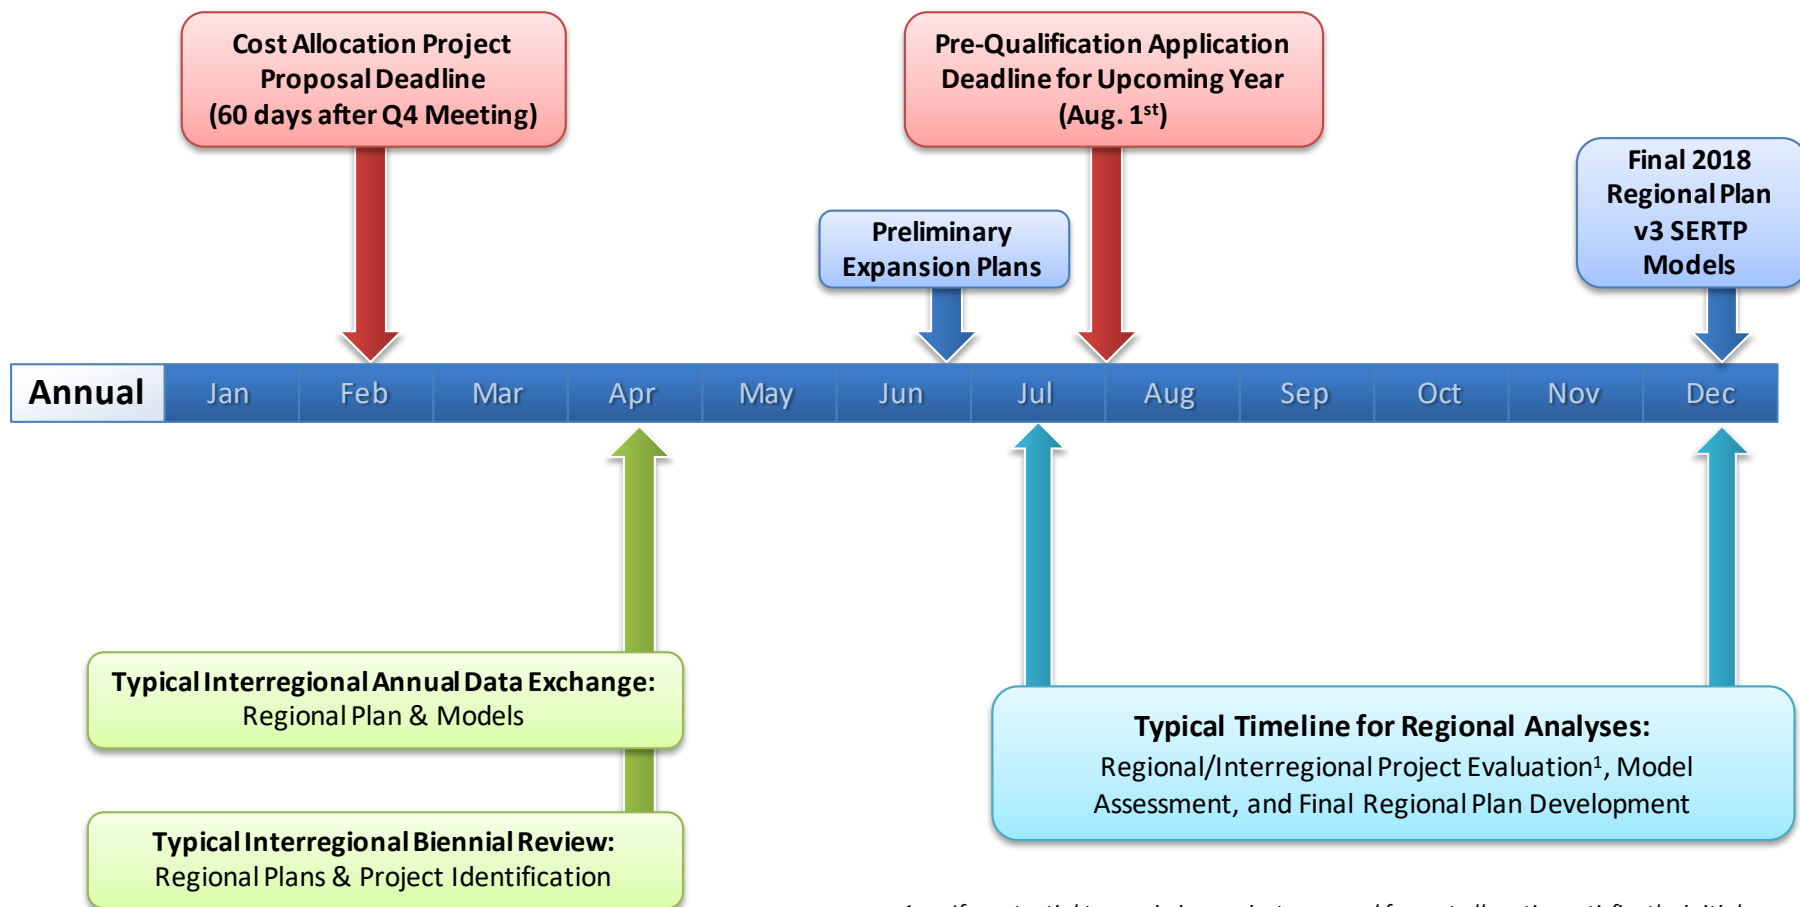 Cost Allocation Project
Proposal Deadline
(60 days after Q4 Meeting)
Pre-Qualification Application
Deadline for Upcoming Year
(Aug. 1st)
Preliminary
Expansion Plans
Final 2018
Regional Plan
v3 SERTP
Models
Annual Jan Feb Mar Apr May Jun Jul Aug Sep Oct Nov Dec
Typical Interregional Annual Data Exchange:
Regional Plan & Models
Typical Interregional Biennial Review:
Regional Plans & Project Identification
Typical Timeline for Regional Analyses:
Regional/Interregional Project Evaluation1, Model
Assessment, and Final Regional Plan Development